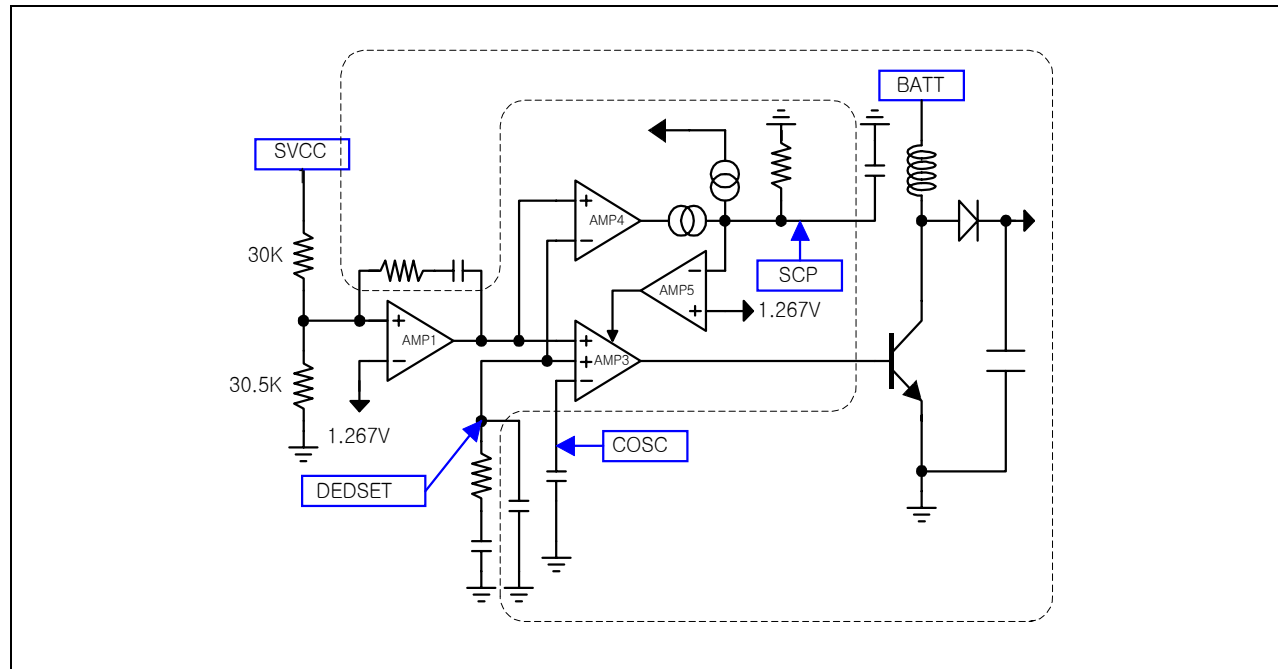 BATT
SVCC
+
AMP4
−
SCP
30K
−
AMP5
+
1.267V
+
AMP1
−
+
+
AMP3
−
30.5K
1.267V
COSC
DEDSET